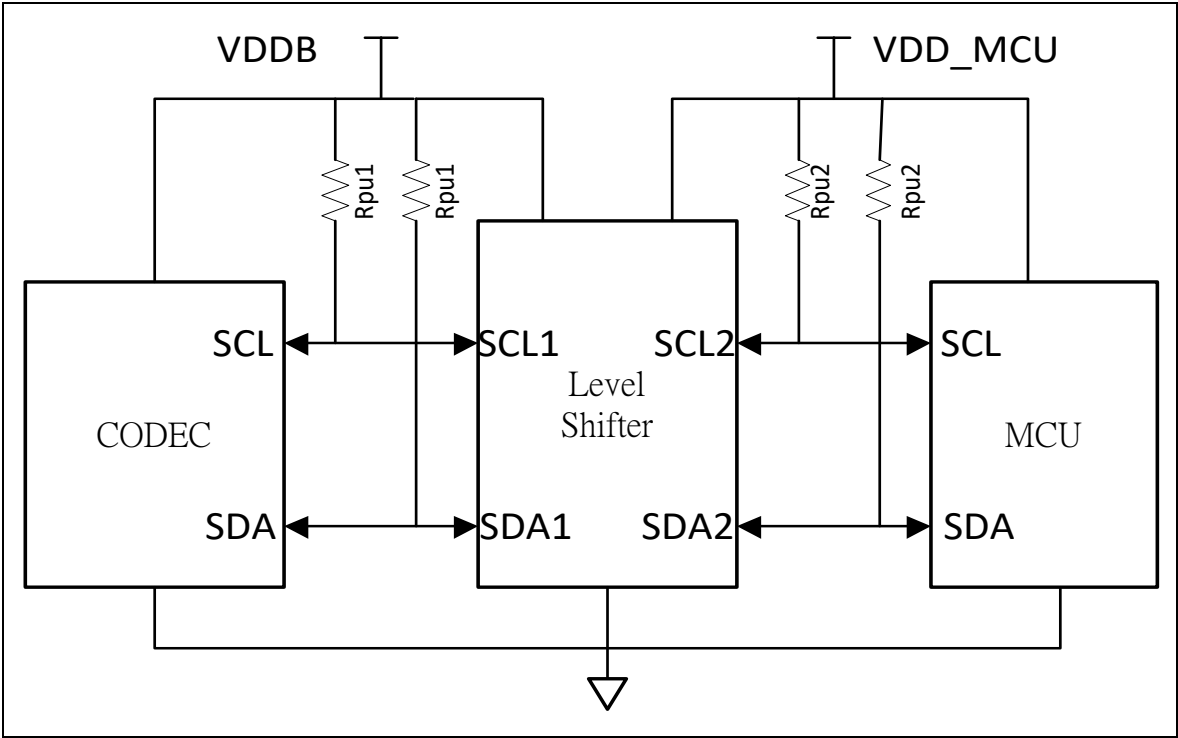 VDDB
VDD_MCU
Rpu1
Rpu1
Rpu2
Rpu2
SCL
SCL1
SCL2
SCL
Level
Shifter
CODEC
MCU
SDA
SDA1
SDA2
SDA